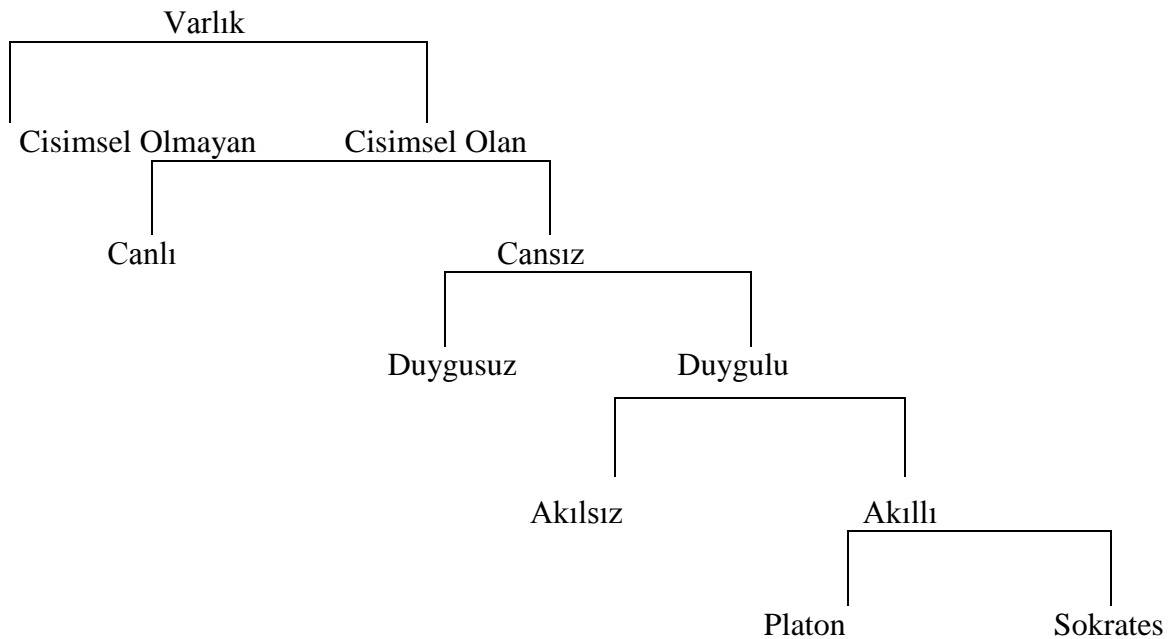 Varlık
Cisimsel Olmayan Cisimsel Olan
Canlı Cansız
Duygusuz Duygulu
Akılsız Akıllı
Platon Sokrates